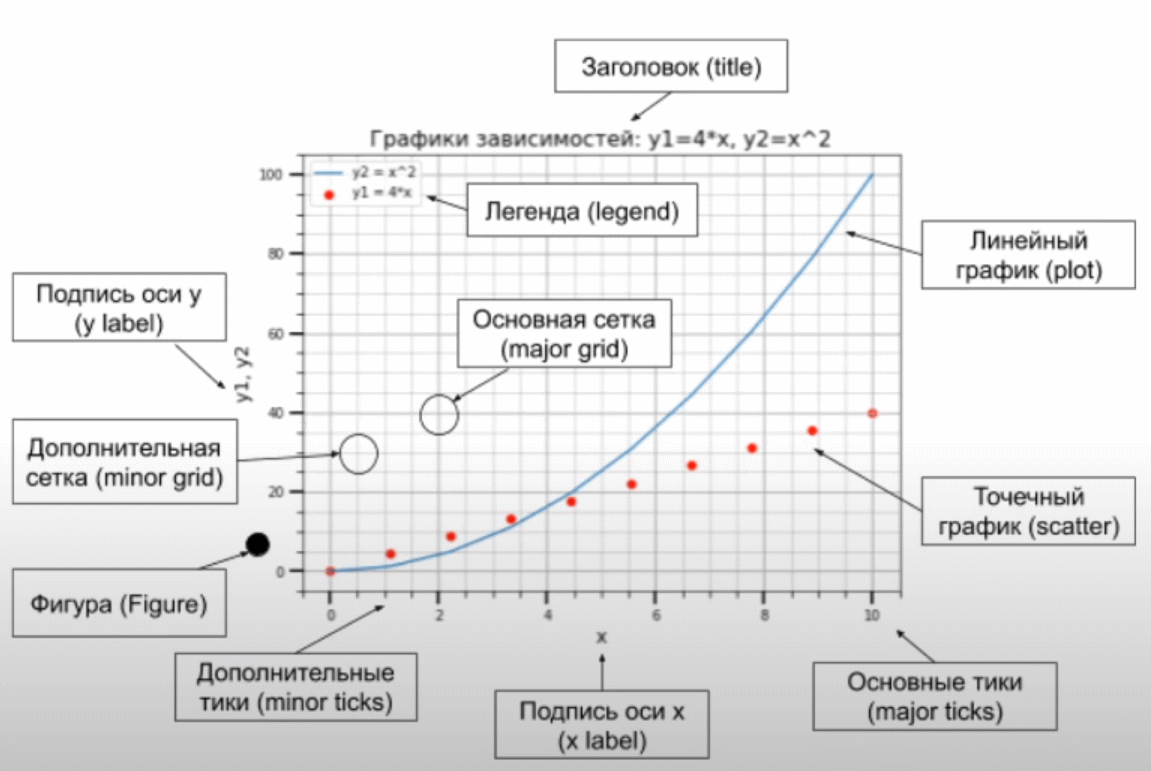 Заголовок (title)
Графики зависимостей: y1=4*x, y2=x^2
y2 = x^2
y1 = 4*x
Легенда (legend)
Линейный
график (plot)
Подпись оси y
(y label)
Основная сетка
(major grid)
y1, y2
100
80
60
40
20
0
Дополнительная
сетка (minor grid)
Точечный
график (scatter)
Фигура (Figure)
0 2 4 6 8 10
x
Дополнительные
тики (minor ticks)
Основные тики
(major ticks)
Подпись оси x
(x label)